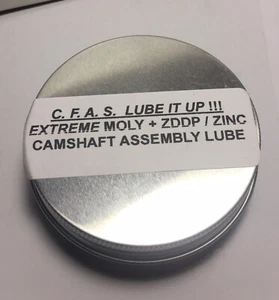 C. F. A. S. LUBE IT UP !!!
EXTREME MOLY + ZDDP / ZINC
CAMSHAFT ASSEMBLY LUBE